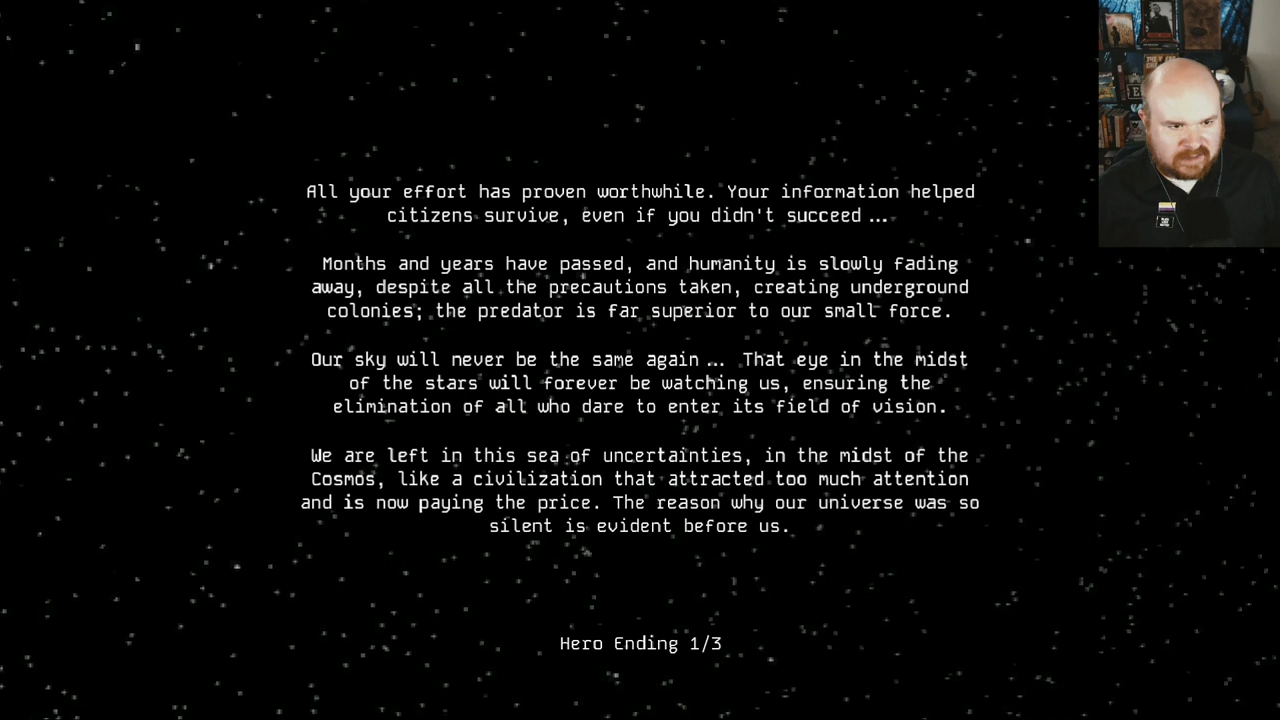 All your effort has proven worthwhile. Your information helped
citizens survive, even if you didn't succeed ...
Months and years have passed, and humanity is slowly fading
away, despite all the precautions taken, creating underground
colonies; the predator is far superior to our small force.
Our sky will never be the same again ... That eye in the midst
of the stars will forever be watching us, ensuring the
elimination of all who dare to enter its field of vision.
We are left in this sea of uncertainties, in the midst of the
Cosmos, like a civilization that attracted too much attention
and is now paying the price. The reason why our universe was so
silent is evident before us.
Hero Ending 1/3